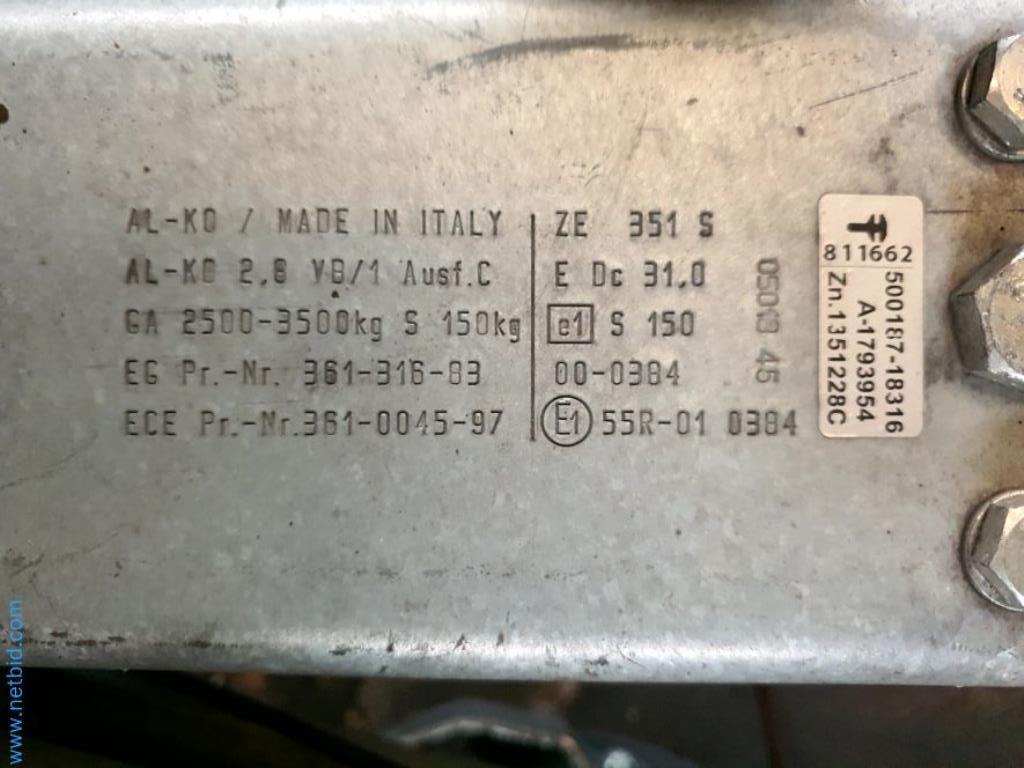 AL-KO / MADE IN ITALY
AL-KO 2,8 VB/1 Ausf.C
GA 2500-3500kg S 150kg
EG Pr.-Nr. 361-316-83
ECE Pr.-Nr.361-0045-97
ZE 351 S
E Dc 31,0
e1 S 150
00-0384
E1 55R-01 0384
45
811662
500187-18316
A-1793954
Zn.1351228C
www.netbid.com